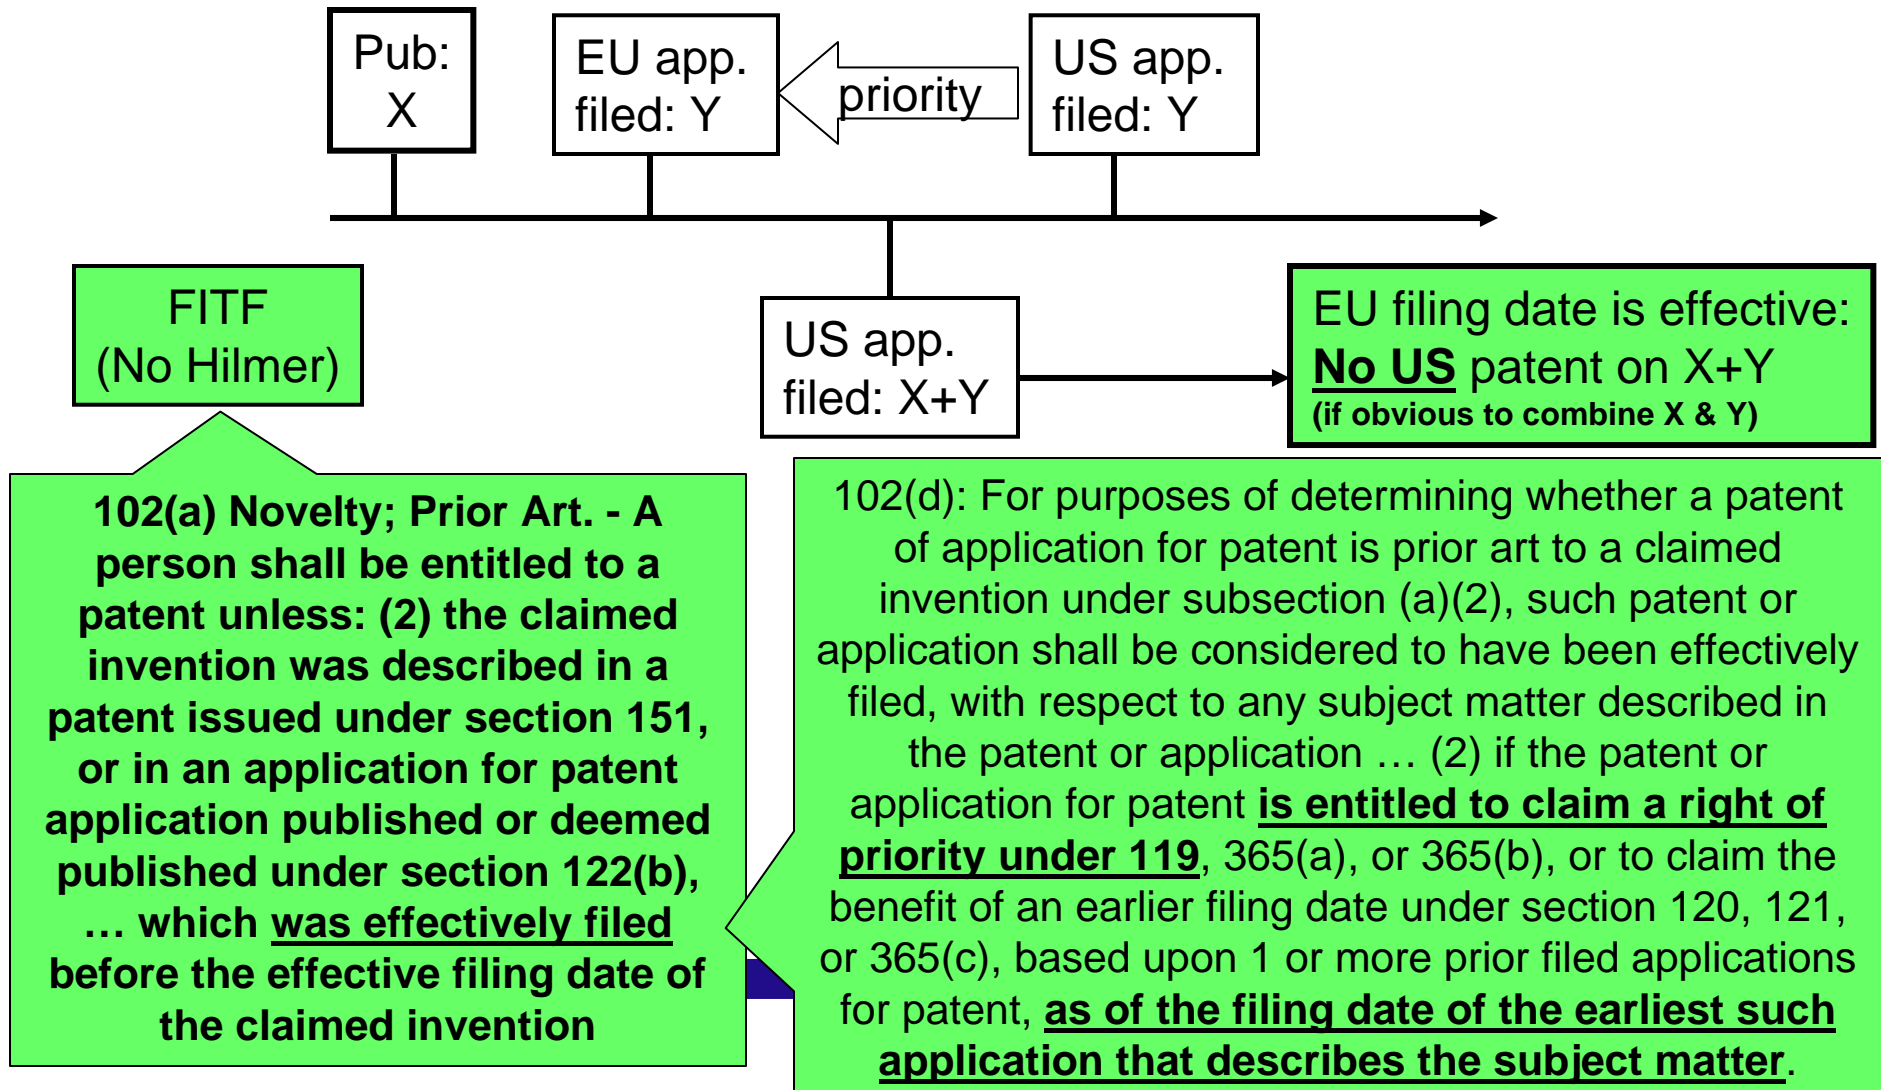 Pub:
X
EU app.
filed: Y
priority
US app.
filed: Y
FITF
(No Hilmer)
US app.
filed: X+Y
EU filing date is effective:
No US patent on X+Y
(if obvious to combine X & Y)
102(a) Novelty; Prior Art. - A
person shall be entitled to a
patent unless: (2) the claimed
invention was described in a
patent issued under section 151,
or in an application for patent
application published or deemed
published under section 122(b),
… which was effectively filed
before the effective filing date of
the claimed invention
102(d): For purposes of determining whether a patent
of application for patent is prior art to a claimed
invention under subsection (a)(2), such patent or
application shall be considered to have been effectively
filed, with respect to any subject matter described in
the patent or application … (2) if the patent or
application for patent is entitled to claim a right of
priority under 119, 365(a), or 365(b), or to claim the
benefit of an earlier filing date under section 120, 121,
or 365(c), based upon 1 or more prior filed applications
for patent, as of the filing date of the earliest such
application that describes the subject matter.